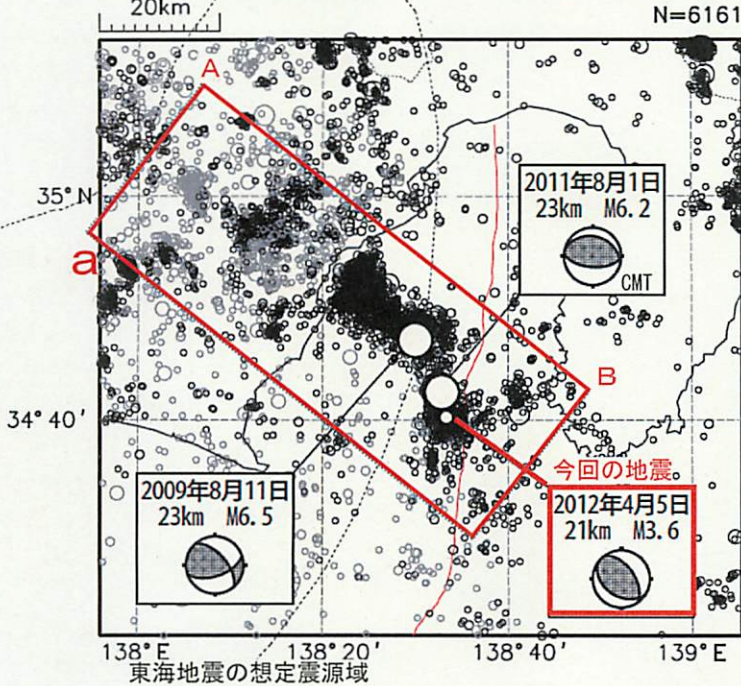 20km
N=6161
A
35°N
a
2011年8月1日
23km M6.2
CMT
B
34°40′
今回の地震
2009年8月11日
23km M6.5
2012年4月5日
21km M3.6
138°E
138°20′
138°40′
139°E
東海地震の想定震源域